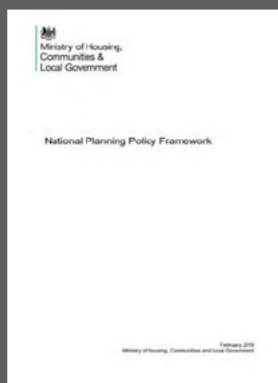 Ministry of Housing,
Communities &
Local Government
National Planning Policy Framework
February 2019
Ministry of Housing, Communities and Local Government